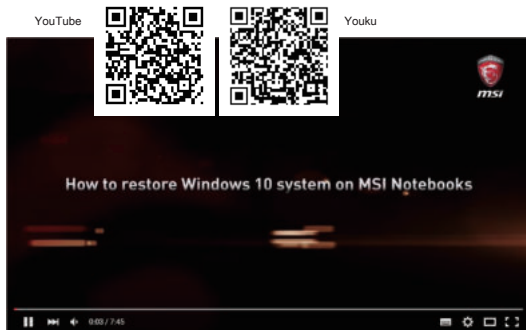 YouTube
Youku
msi
How to restore Windows 10 system on MSI Notebooks
0:03 / 7:45